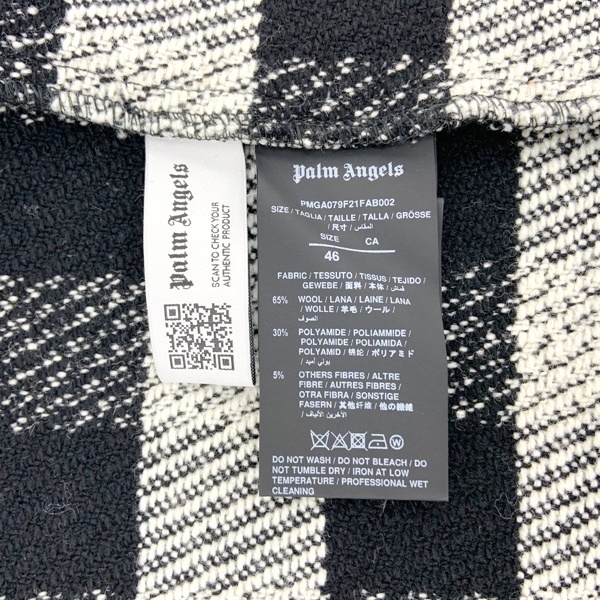 Palm Angels
SCAN TO CHECK YOUR
AUTHENTIC PRODUCT
Palm Angels
PMGA079F21FAB002
SIZE / TAGLIA / TAILLE / TALLA / GRÖSSE
/ 尺寸 / المقاس
SIZE CA
46
FABRIC / TESSUTO / TISSUS / TEJIDO /
GEWEBE / 面料 / 本体 / قماش
65% WOOL / LANA / LAINE / LANA
/ WOLLE / 羊毛 / ウール /
الصوف
30% POLYAMIDE / POLIAMMIDE /
POLYAMIDE / POLIAMIDA /
POLYAMID / 锦纶 / ポリアミド
/ بولي أميد
5% OTHERS FIBRES / ALTRE
FIBRE / AUTRES FIBRES /
OTRA FIBRA / SONSTIGE
FASERN / 其他纤维 / 他の繊維
/ الآخرين الألياف
W
DO NOT WASH / DO NOT BLEACH / DO
NOT TUMBLE DRY / IRON AT LOW
TEMPERATURE / PROFESSIONAL WET
CLEANING